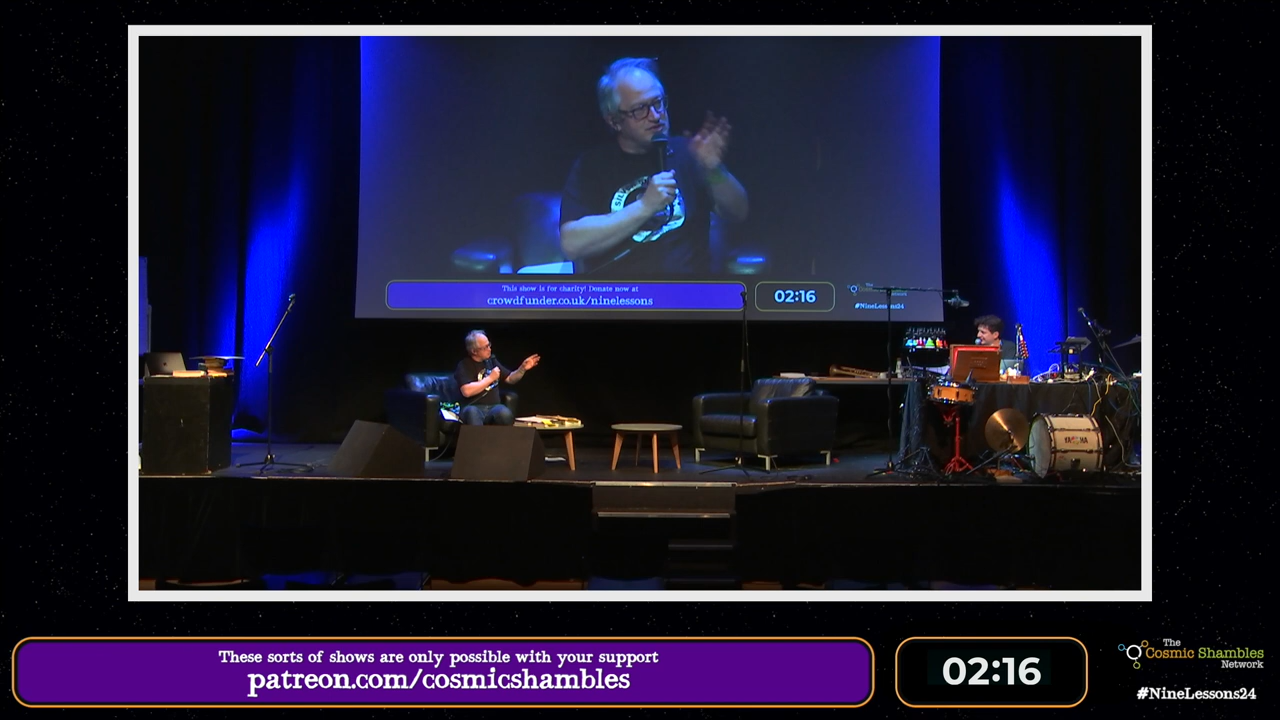 This show is for charity! Donate now at
crowdfunder.co.uk/ninelessons
02:16
#NineLessons24
YAMAHA
These sorts of shows are only possible with your support
patreon.com/cosmicshambles
02:16
The
Cosmic Shambles
Network
#NineLessons24